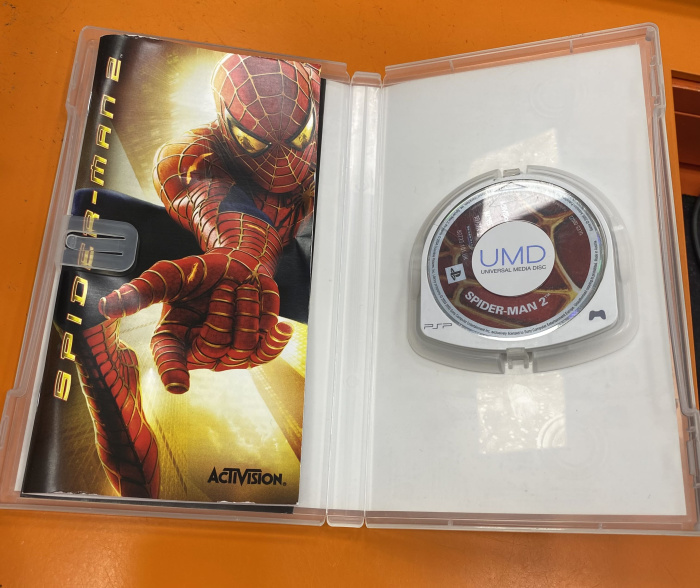 SPIDER-MAN 2
ACTIVISION.
UMD
UNIVERSAL MEDIA DISC
SPIDER-MAN 2
PSP